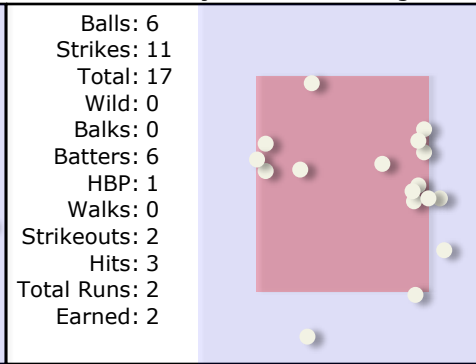 Balls: 6
Strikes: 11
Total: 17
Wild: 0
Balks: 0
Batters: 6
HBP: 1
Walks: 0
Strikeouts: 2
Hits: 3
Total Runs: 2
Earned: 2